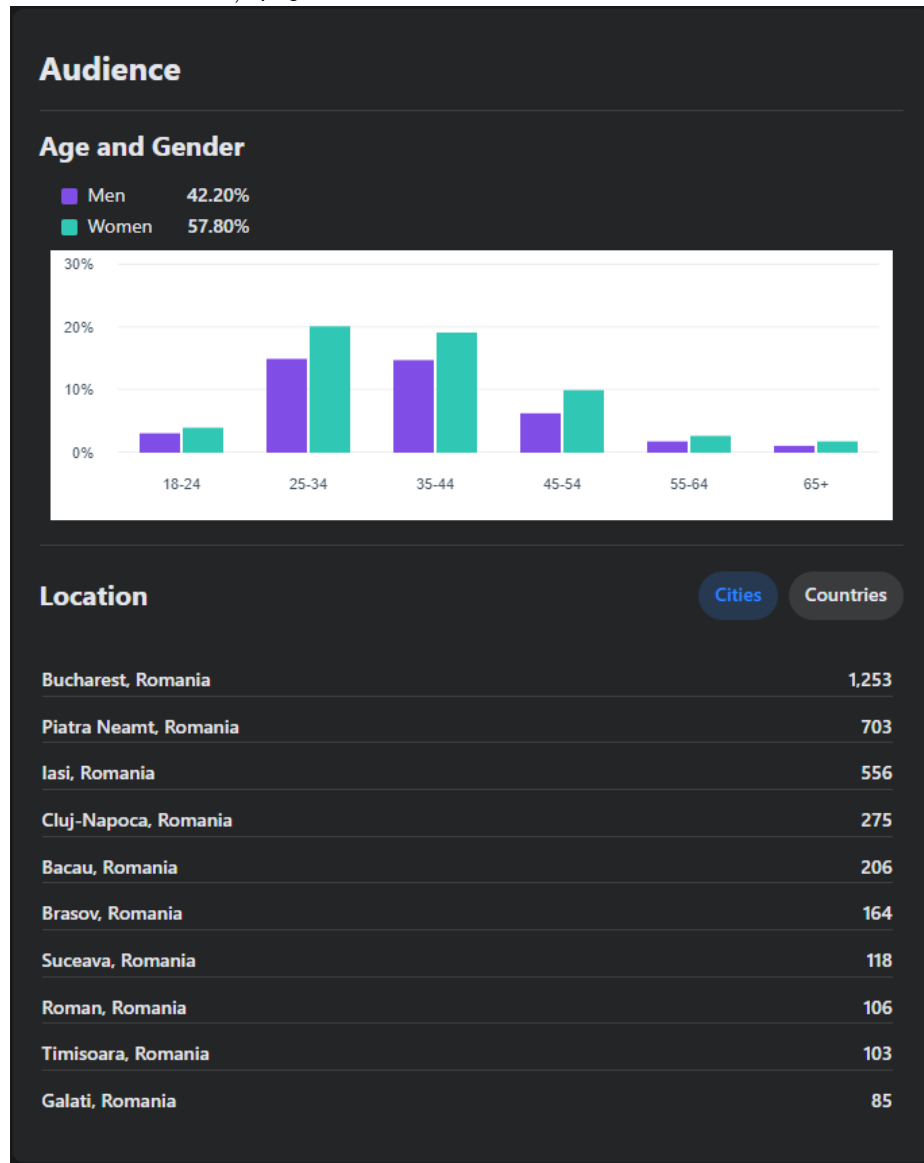 Audience
Age and Gender
Men 42.20%
Women 57.80%
30%
20%
10%
0%
18-24 25-34 35-44 45-54 55-64 65+
Location Cities Countries
Bucharest, Romania 1,253
Piatra Neamt, Romania 703
Iasi, Romania 556
Cluj-Napoca, Romania 275
Bacau, Romania 206
Brasov, Romania 164
Suceava, Romania 118
Roman, Romania 106
Timisoara, Romania 103
Galati, Romania 85